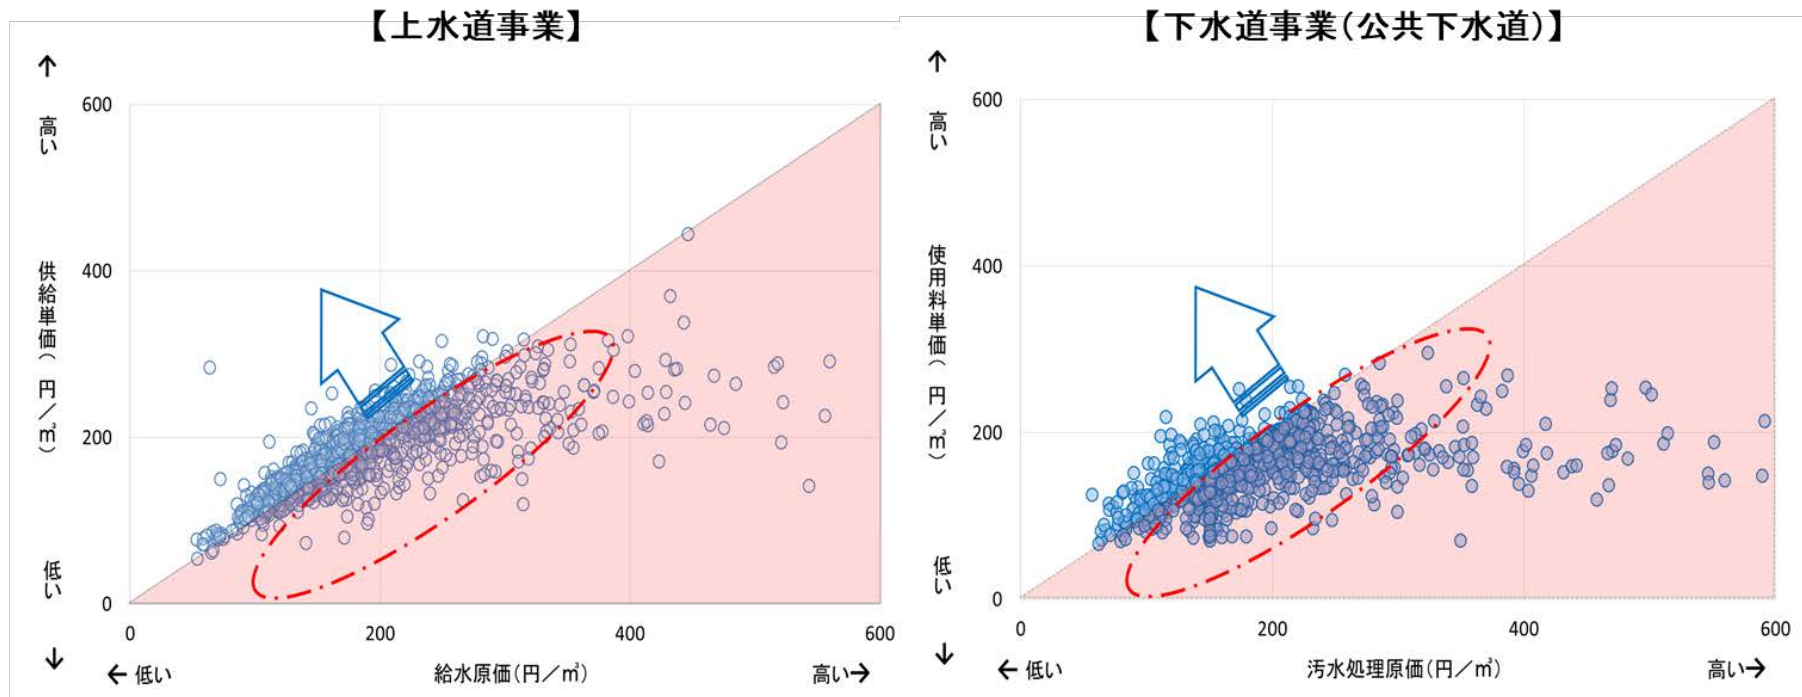 【上水道事業】
↑
高い
供給単価(円/㎥)
低い
↓
600
400
200
0
0
200
400
600
← 低い
給水原価(円/㎥)
高い→
【下水道事業(公共下水道)】
↑
高い
使用料単価(円/㎥)
低い
↓
600
400
200
0
0
200
400
600
← 低い
汚水処理原価(円/㎥)
高い→